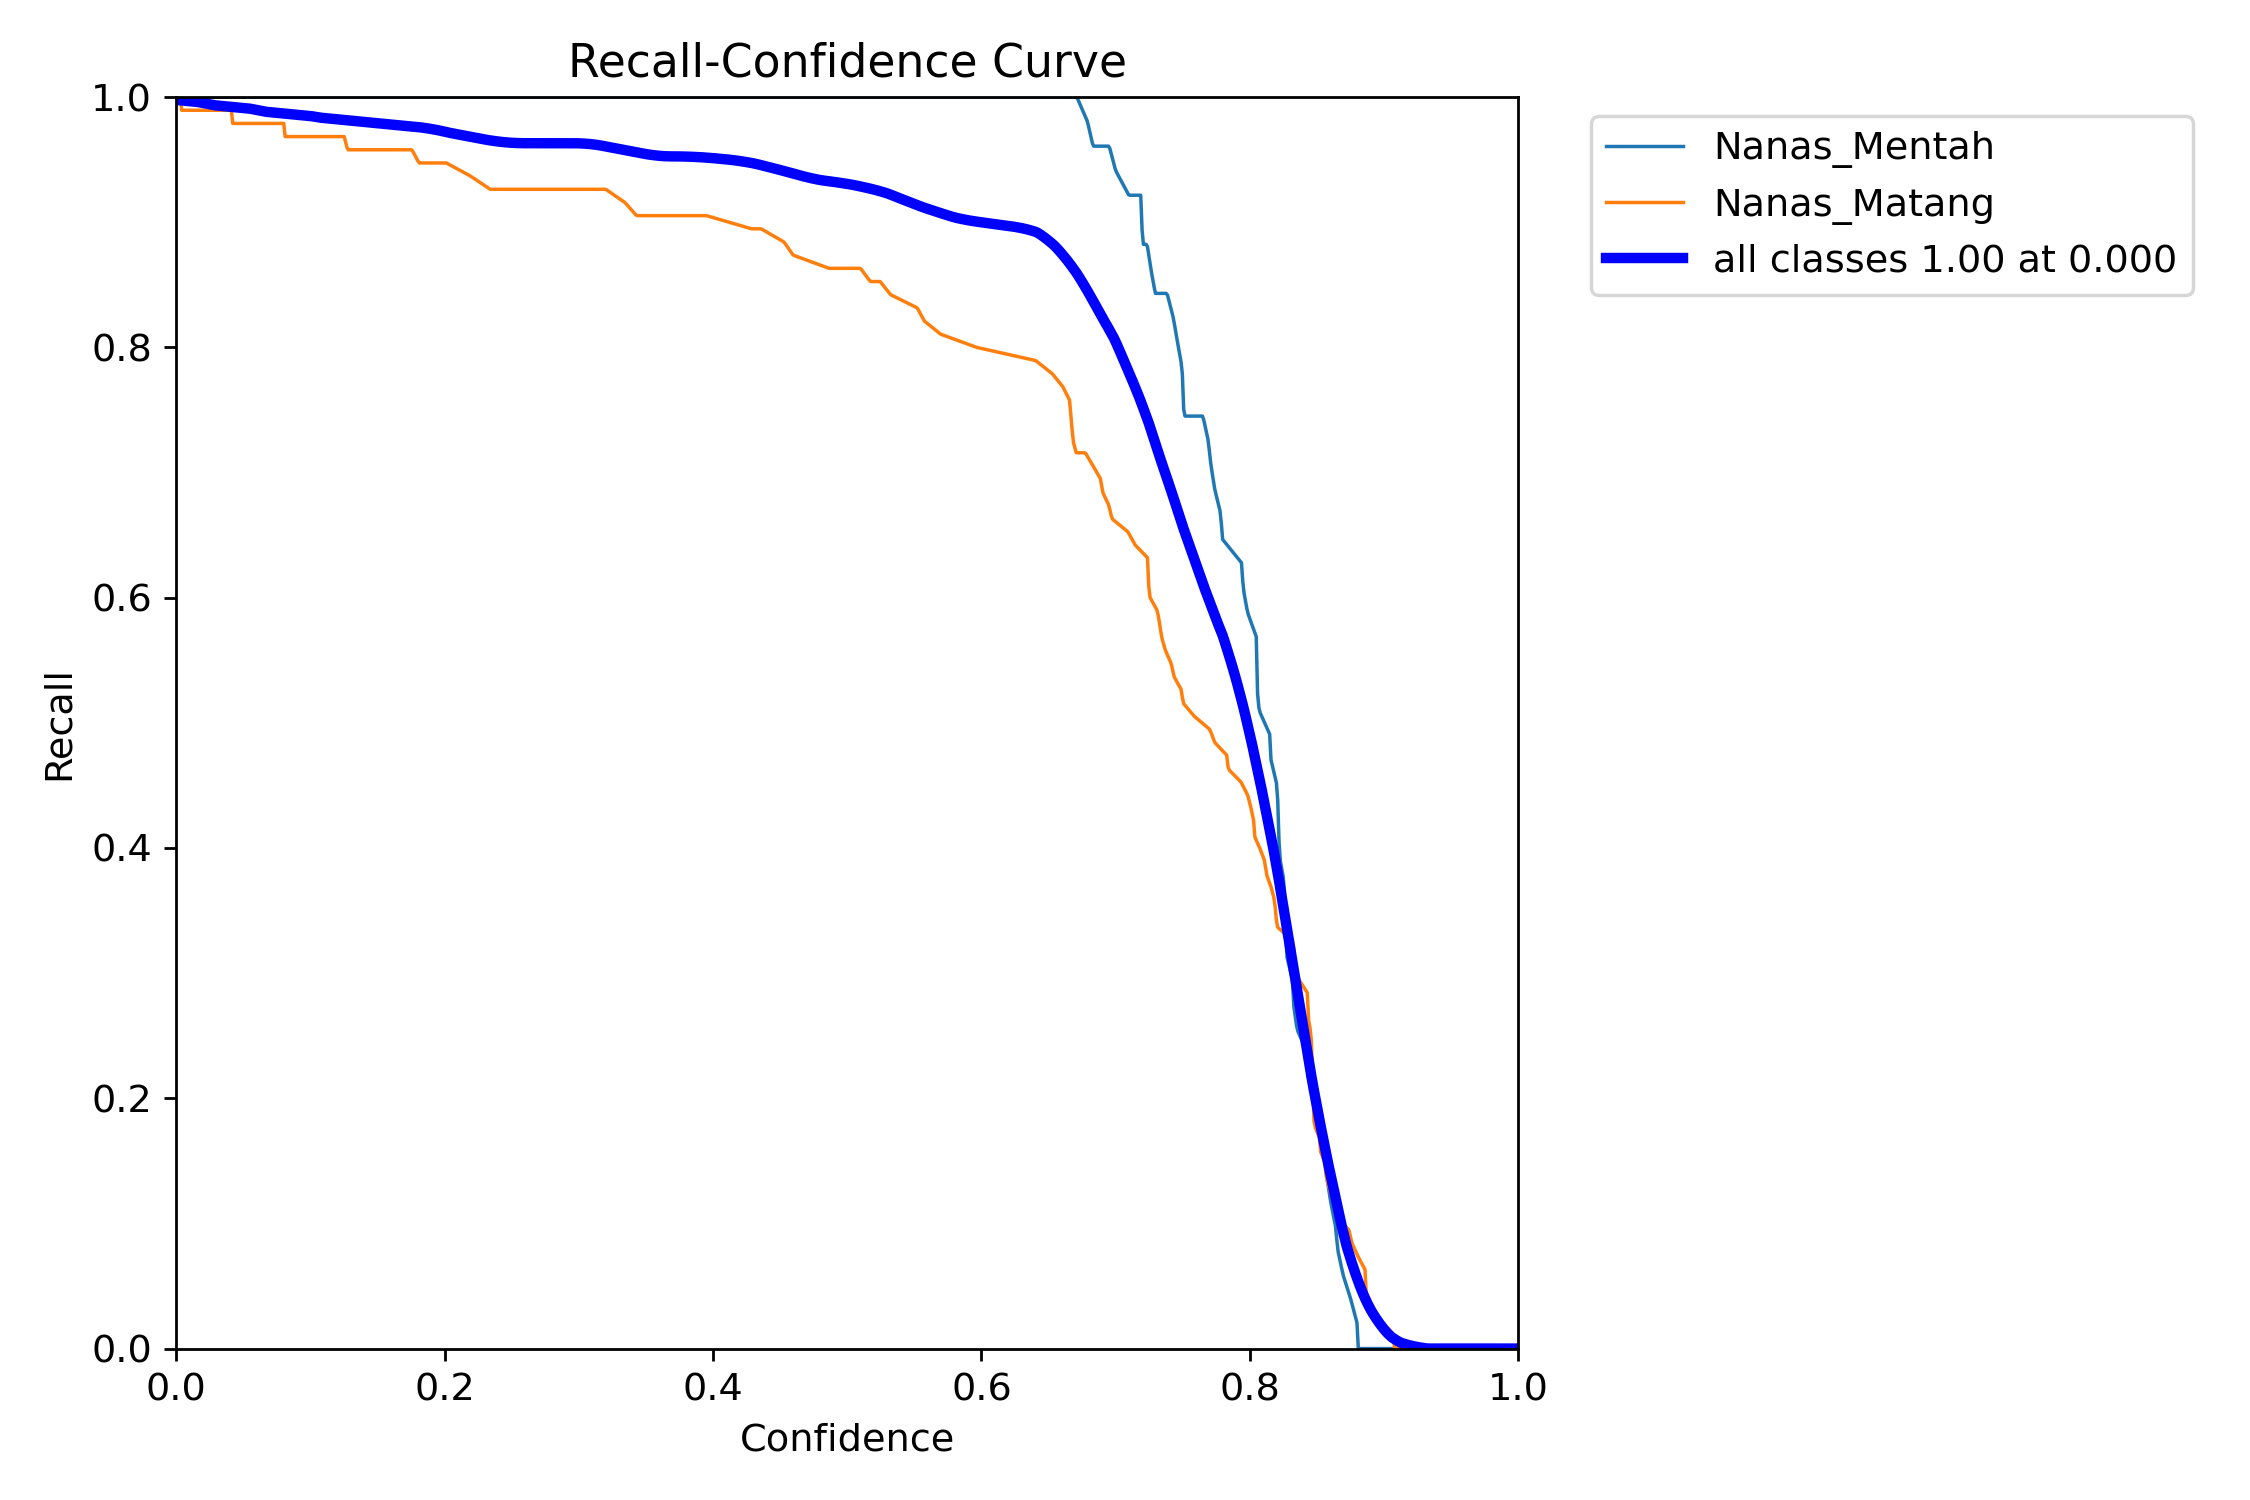 Recall-Confidence Curve
1.0
0.8
0.6
0.4
0.2
0.0
Recall
0.0 0.2 0.4 0.6 0.8 1.0
Confidence
Nanas_Mentah
Nanas_Matang
all classes 1.00 at 0.000